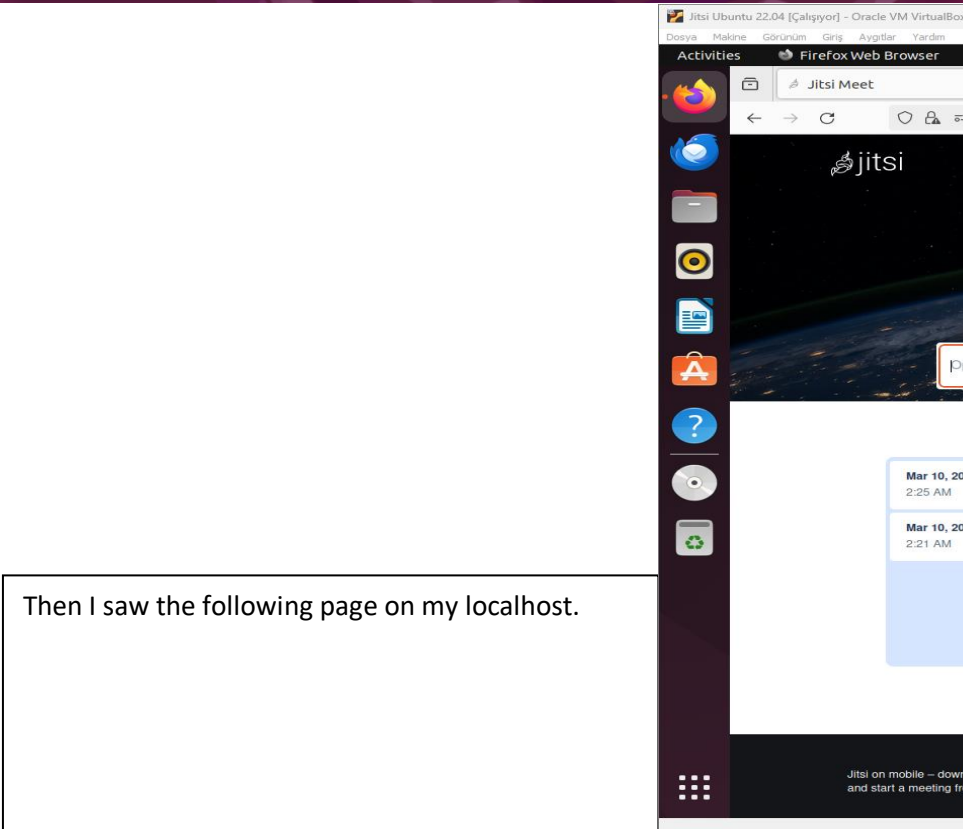 Jitsi Ubuntu 22.04 [Çalışıyor] - Oracle VM VirtualBox
Dosya Makine Görünüm Giriş Aygıtlar Yardım
Activities Firefox Web Browser
Jitsi Meet
jitsi
Mar 10, 20
2:25 AM
Mar 10, 20
2:21 AM
Then I saw the following page on my localhost.
Jitsi on mobile – down
and start a meeting fr